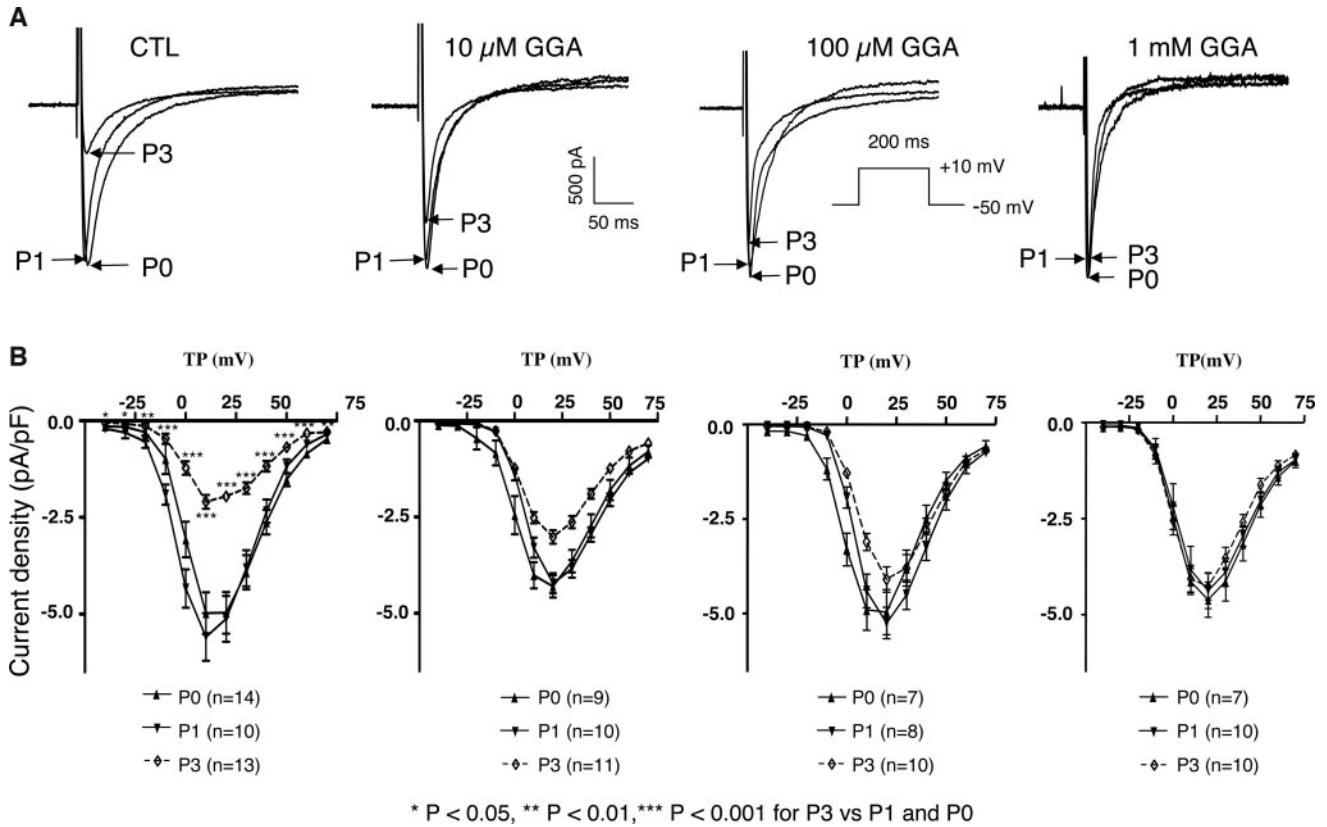 A
CTL
10 µM GGA
100 µM GGA
1 mM GGA
P3
P1
P0
500 pA
50 ms
P3
P1
P0
200 ms
+10 mV
-50 mV
P3
P1
P0
P1
P3
P0
B
TP (mV)
TP (mV)
TP (mV)
TP(mV)
-25 0 25 50 75
-25 0 25 50 75
-25 0 25 50 75
-25 0 25 50 75
Current density (pA/pF)
0.0
-2.5
-5.0
0.0
-2.5
-5.0
0.0
-2.5
-5.0
0.0
-2.5
-5.0
* * ** *** *** *** *** *** *** *** *** **
P0 (n=14)
P1 (n=10)
P3 (n=13)
P0 (n=9)
P1 (n=10)
P3 (n=11)
P0 (n=7)
P1 (n=8)
P3 (n=10)
P0 (n=7)
P1 (n=10)
P3 (n=10)
* P < 0.05, ** P < 0.01,*** P < 0.001 for P3 vs P1 and P0